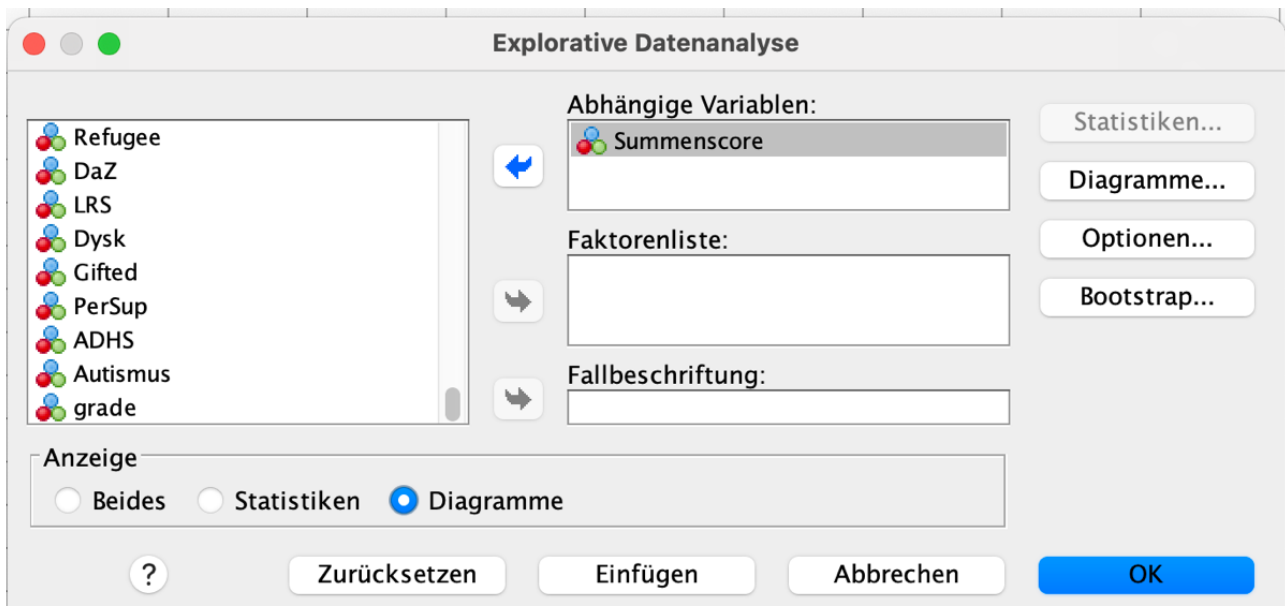 Explorative Datenanalyse
Refugee
DaZ
LRS
Dysk
Gifted
PerSup
ADHS
Autismus
grade
Abhängige Variablen:
Summenscore
Faktorenliste:
Fallbeschriftung:
Statistiken...
Diagramme...
Optionen...
Bootstrap...
Anzeige
Beides Statistiken Diagramme
? Zurücksetzen Einfügen Abbrechen OK